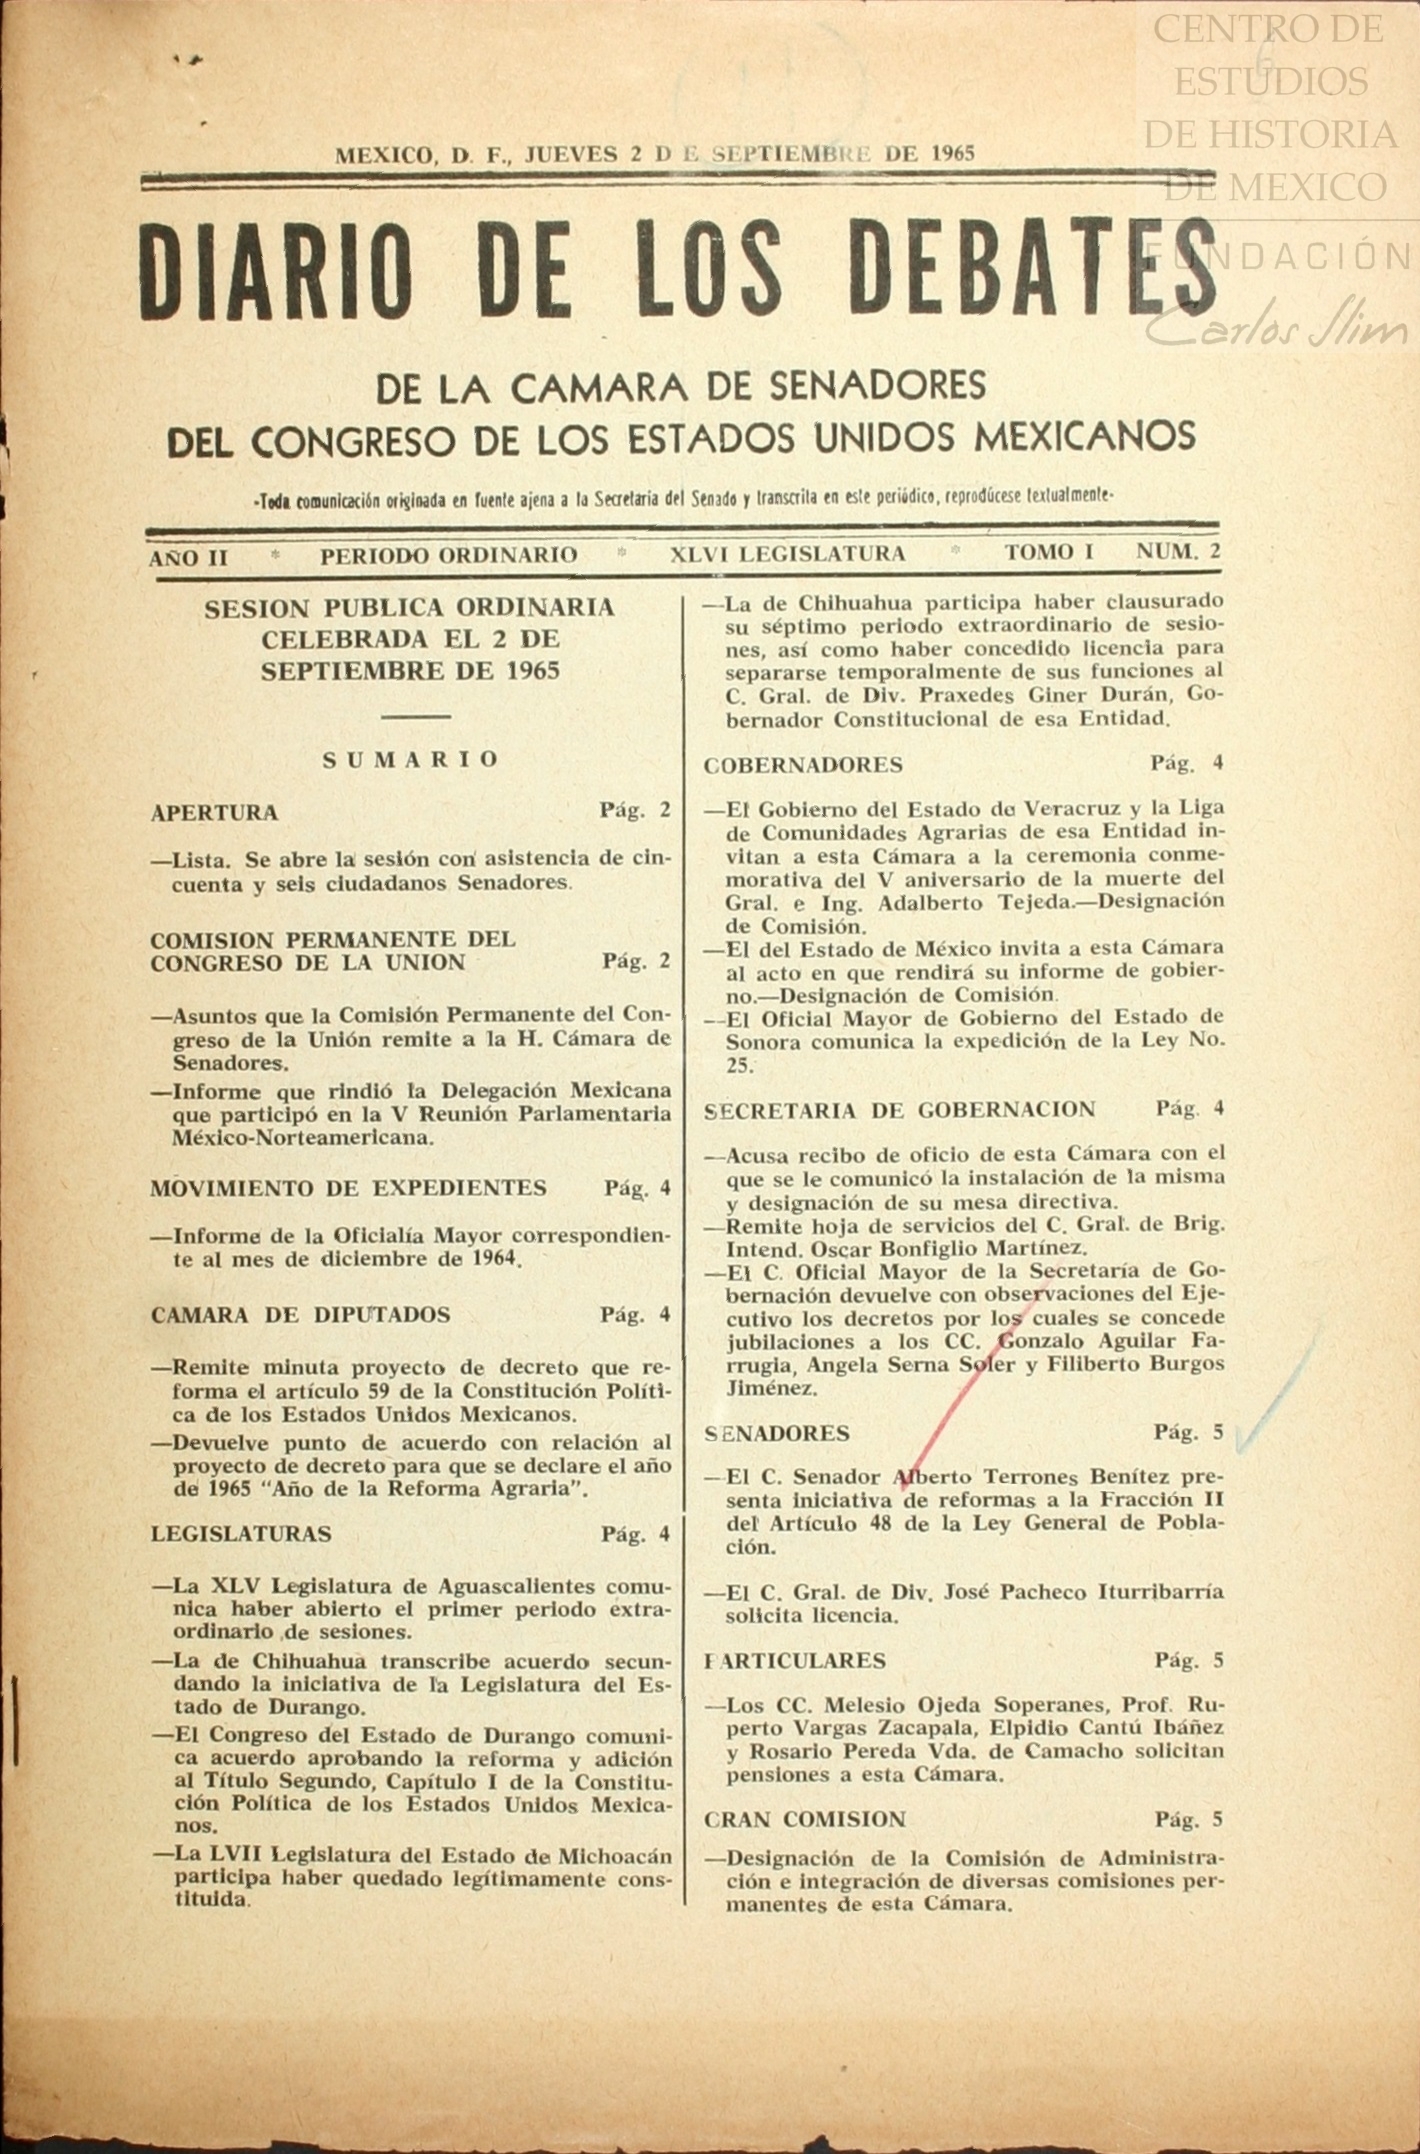 CENTRO DE
ESTUDIOS
DE HISTORIA
DE MEXICO
FUNDACIÓN
Carlos Slim
MEXICO, D. F., JUEVES 2 D E SEPTIEMBRE DE 1965
DIARIO DE LOS DEBATES
DE LA CAMARA DE SENADORES
DEL CONGRESO DE LOS ESTADOS UNIDOS MEXICANOS
-Toda comunicación originada en fuente ajena a la Secretaría del Senado y transcrita en este periódico, reprodúcese textualmente-
AÑO II * PERIODO ORDINARIO * XLVI LEGISLATURA * TOMO I NUM. 2
SESION PUBLICA ORDINARIA
CELEBRADA EL 2 DE
SEPTIEMBRE DE 1965
SUMARIO
APERTURA Pág. 2
—Lista. Se abre la sesión con asistencia de cin-
cuenta y seis ciudadanos Senadores.
COMISION PERMANENTE DEL
CONGRESO DE LA UNION Pág. 2
—Asuntos que la Comisión Permanente del Con-
greso de la Unión remite a la H. Cámara de
Senadores.
—Informe que rindió la Delegación Mexicana
que participó en la V Reunión Parlamentaria
México-Norteamericana.
MOVIMIENTO DE EXPEDIENTES Pág. 4
—Informe de la Oficialía Mayor correspondien-
te al mes de diciembre de 1964.
CAMARA DE DIPUTADOS Pág. 4
—Remite minuta proyecto de decreto que re-
forma el artículo 59 de la Constitución Políti-
ca de los Estados Unidos Mexicanos.
—Devuelve punto de acuerdo con relación al
proyecto de decreto para que se declare el año
de 1965 "Año de la Reforma Agraria".
LEGISLATURAS Pág. 4
—La XLV Legislatura de Aguascalientes comu-
nica haber abierto el primer periodo extra-
ordinario de sesiones.
—La de Chihuahua transcribe acuerdo secun-
dando la iniciativa de la Legislatura del Es-
tado de Durango.
—El Congreso del Estado de Durango comuni-
ca acuerdo aprobando la reforma y adición
al Título Segundo, Capítulo I de la Constitu-
ción Política de los Estados Unidos Mexica-
nos.
—La LVII Legislatura del Estado de Michoacán
participa haber quedado legítimamente cons-
tituida.
—La de Chihuahua participa haber clausurado
su séptimo periodo extraordinario de sesio-
nes, así como haber concedido licencia para
separarse temporalmente de sus funciones al
C. Gral. de Div. Praxedes Giner Durán, Go-
bernador Constitucional de esa Entidad.
GOBERNADORES Pág. 4
—El Gobierno del Estado de Veracruz y la Liga
de Comunidades Agrarias de esa Entidad in-
vitan a esta Cámara a la ceremonia conme-
morativa del V aniversario de la muerte del
Gral. e Ing. Adalberto Tejeda.—Designación
de Comisión.
—El del Estado de México invita a esta Cámara
al acto en que rendirá su informe de gobier-
no.—Designación de Comisión.
—El Oficial Mayor de Gobierno del Estado de
Sonora comunica la expedición de la Ley No.
25.
SECRETARIA DE GOBERNACION Pág. 4
—Acusa recibo de oficio de esta Cámara con el
que se le comunicó la instalación de la misma
y designación de su mesa directiva.
—Remite hoja de servicios del C. Gral. de Brig.
Intend. Oscar Bonfiglio Martínez.
—El C. Oficial Mayor de la Secretaría de Go-
bernación devuelve con observaciones del Eje-
cutivo los decretos por los cuales se concede
jubilaciones a los CC. Gonzalo Aguilar Fa-
rrugia, Angela Serna Soler y Filiberto Burgos
Jiménez.
SENADORES Pág. 5
—El C. Senador Alberto Terrones Benítez pre-
senta iniciativa de reformas a la Fracción II
del Artículo 48 de la Ley General de Pobla-
ción.
—El C. Gral. de Div. José Pacheco Iturribarría
solicita licencia.
PARTICULARES Pág. 5
—Los CC. Melesio Ojeda Soperanes, Prof. Ru-
perto Vargas Zacapala, Elpidio Cantú Ibáñez
y Rosario Pereda Vda. de Camacho solicitan
pensiones a esta Cámara.
GRAN COMISION Pág. 5
—Designación de la Comisión de Administra-
ción e integración de diversas comisiones per-
manentes de esta Cámara.